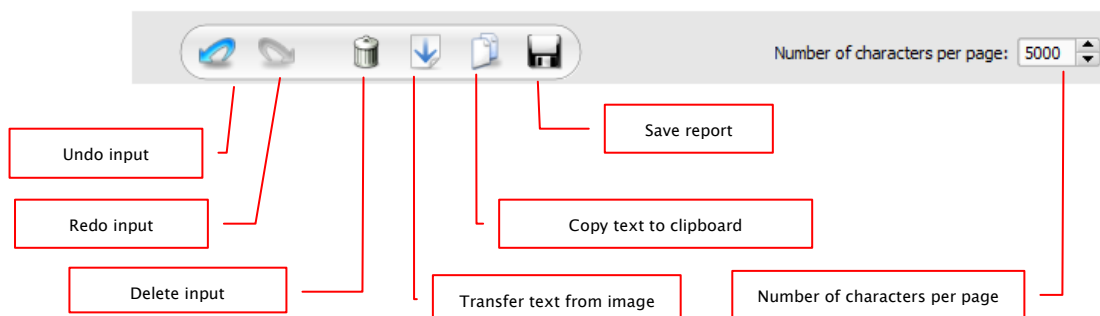 Number of characters per page: 5000
Save report
Undo input
Redo input
Copy text to clipboard
Delete input
Transfer text from image
Number of characters per page